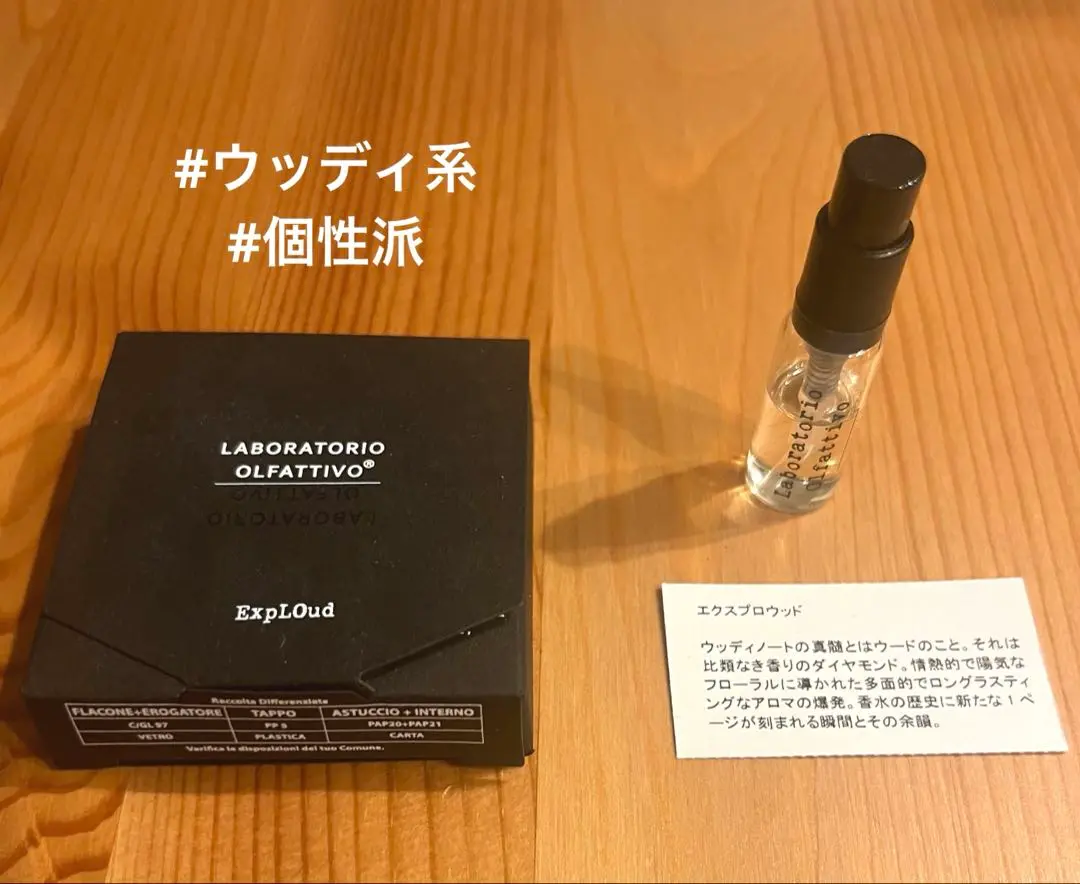 #ウッディ系
#個性派
LABORATORIO
OLFATTIVO®
ExpLOud
Raccolta Differenziata
FLACONE+EROGATORE TAPPO ASTUCCIO + INTERNO
C/GL 97 PP 5 PAP20+PAP21
VETRO PLASTICA CARTA
Verifica le disposizioni del tuo Comune.
Laboratorio
Olfattivo
エクスプロウッド
ウッディノートの真髄とはウードのこと。それは
比類なき香りのダイヤモンド。情熱的で陽気な
フローラルに導かれた多面的でロングラスティ
ングなアロマの爆発。香水の歴史に新たな1ペ
ージが刻まれる瞬間とその余韻。